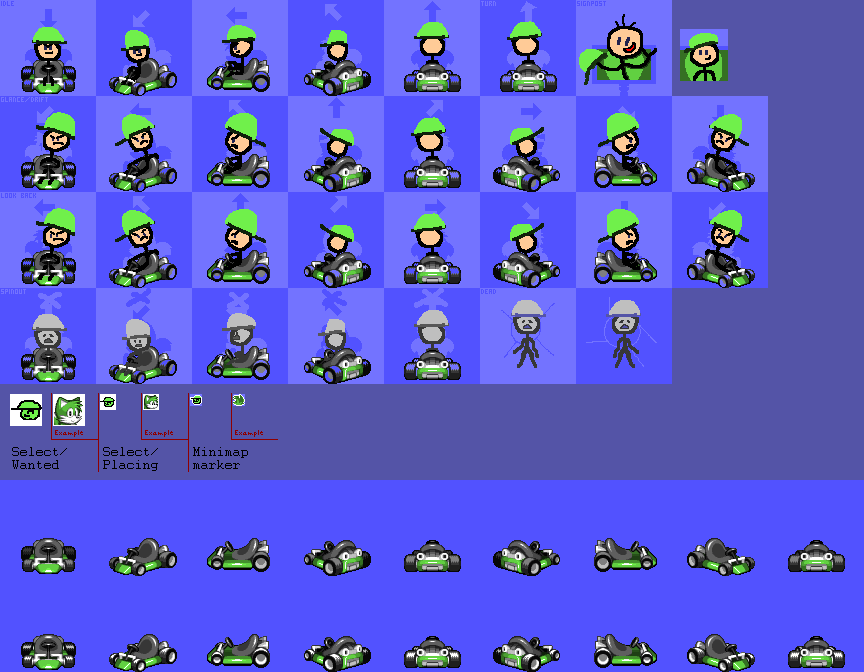 IDLE
TURN
SIGNPOST
GLANCE/DRIFT
LOOK BACK
SPINOUT
DEAD
Example
Example
Example
Select/
Wanted
Select/
Placing
Minimap
marker